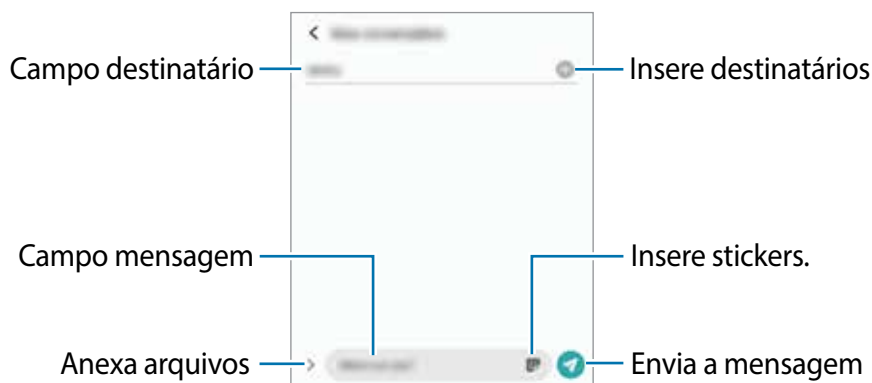 Campo destinatário
Insere destinatários
Campo mensagem
Insere stickers.
Anexa arquivos
Envia a mensagem